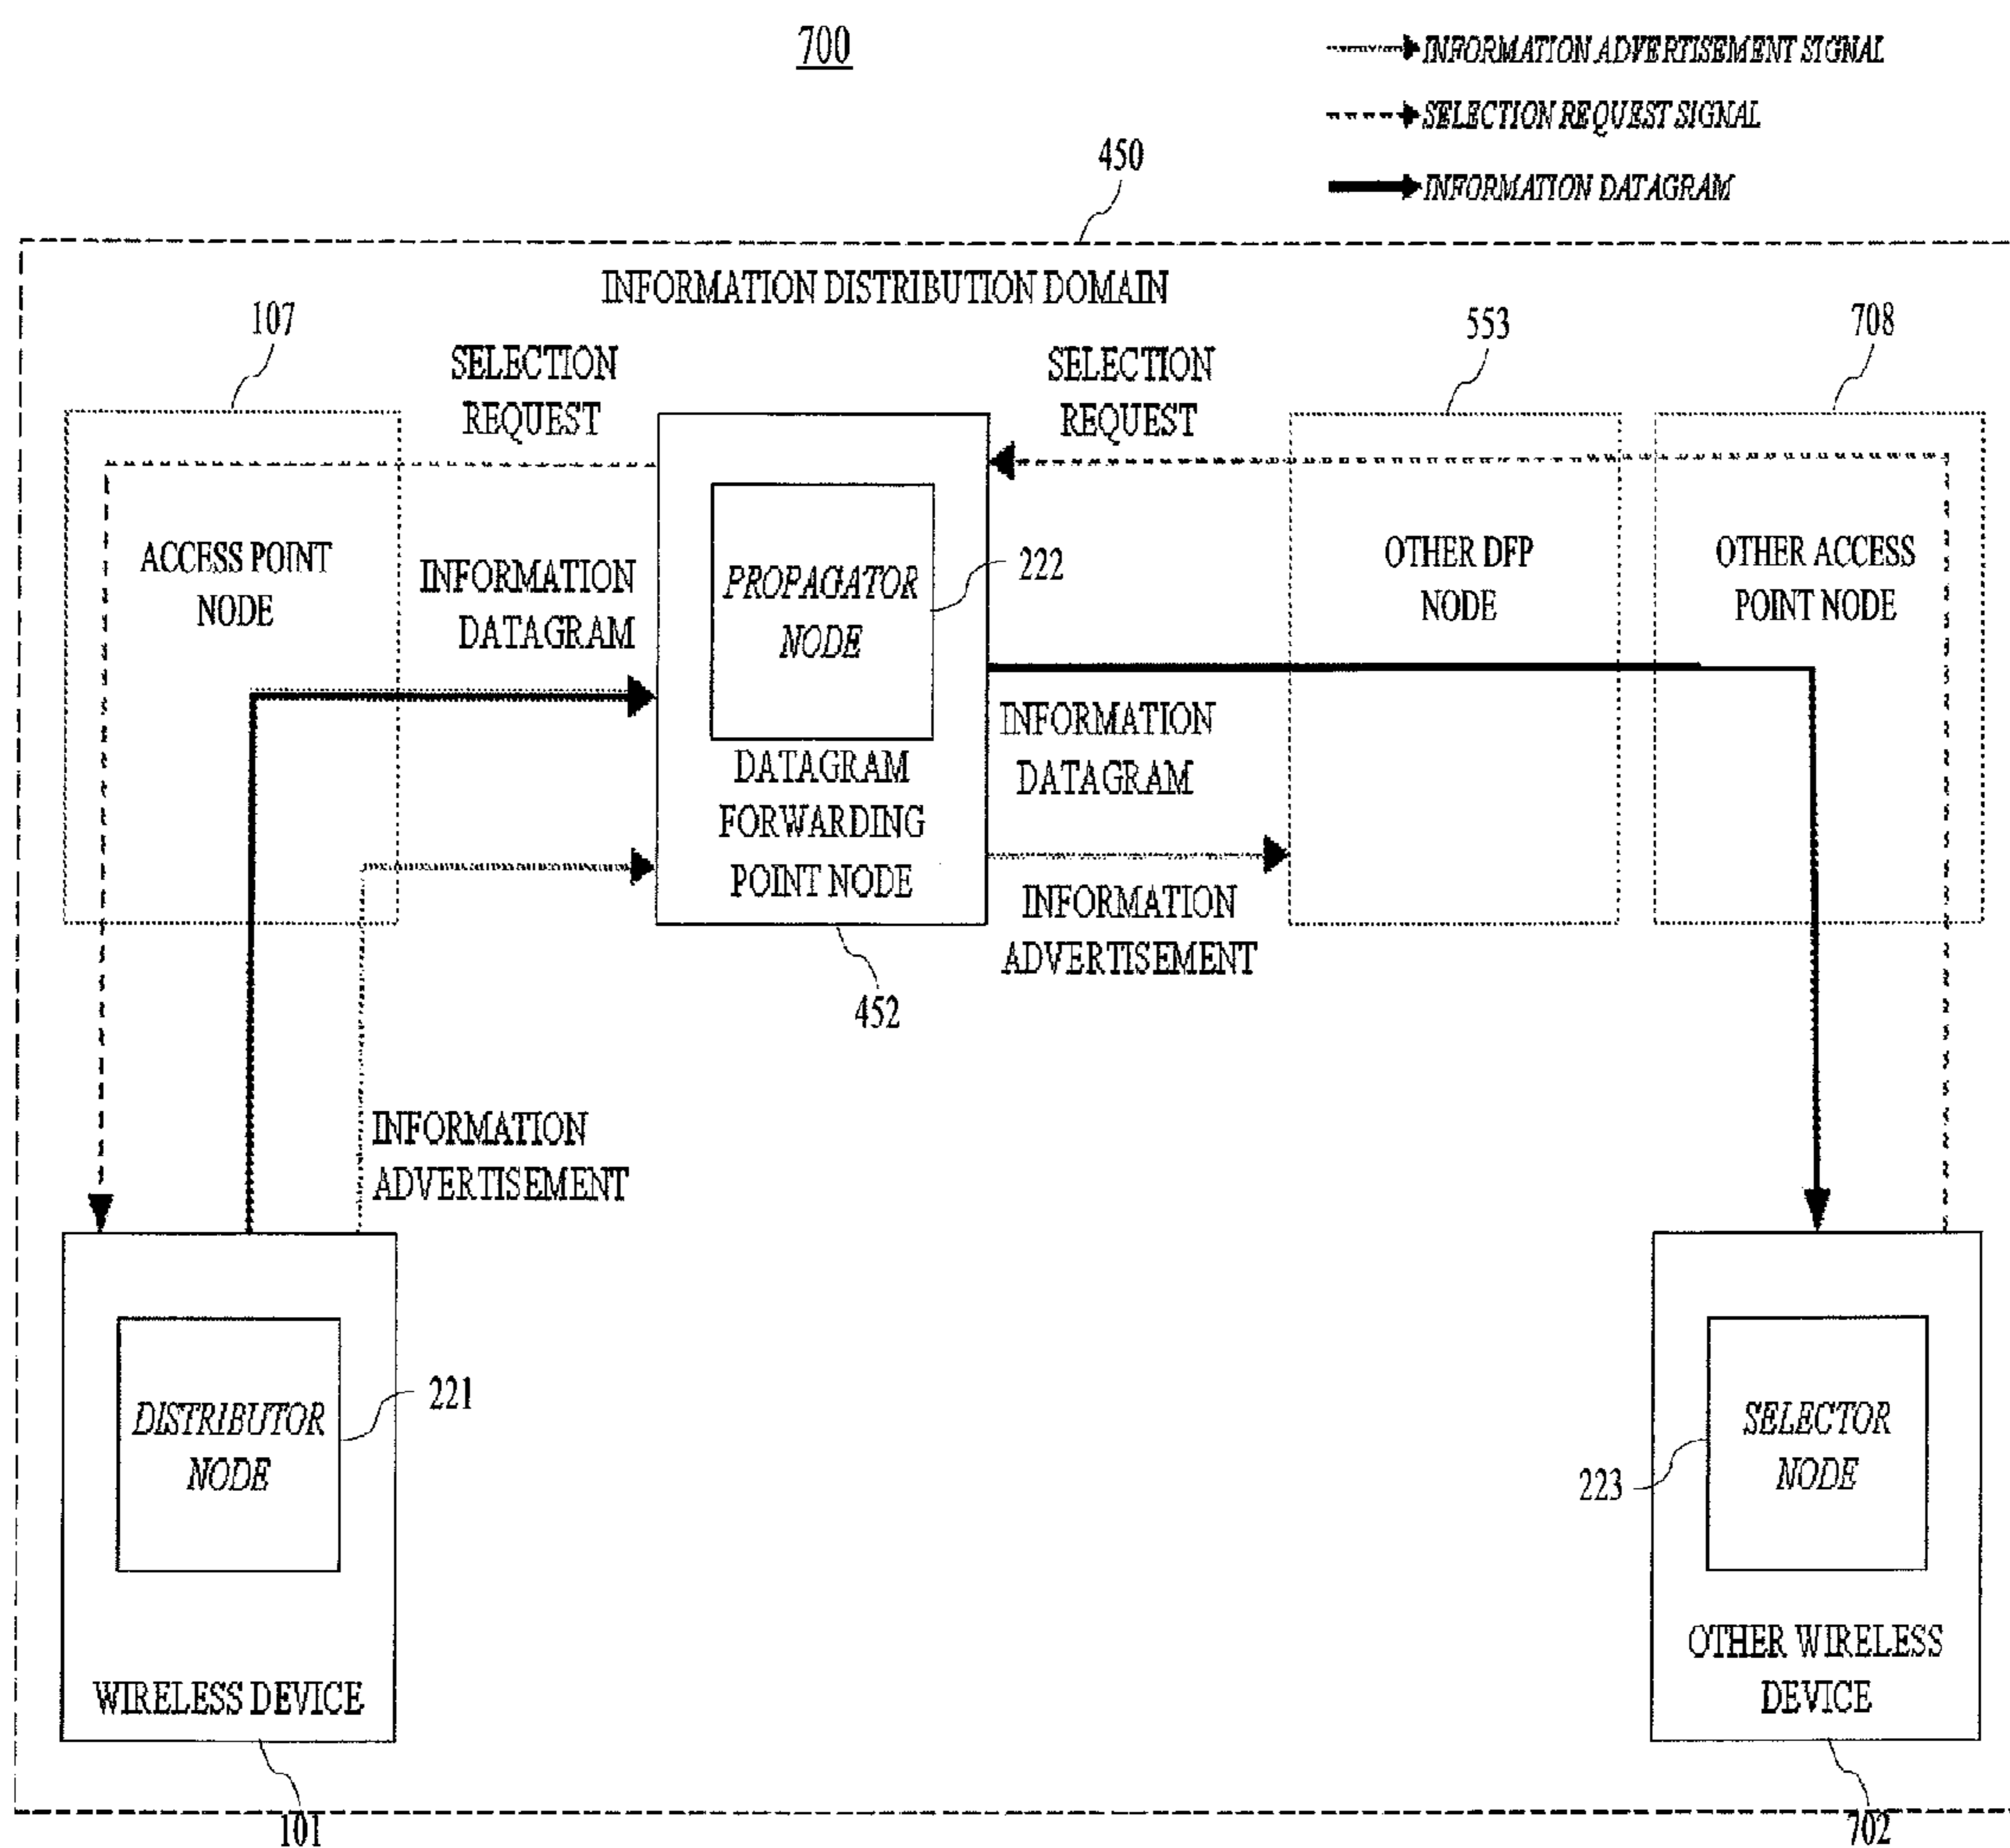 700
INFORMATION ADVERTISEMENT SIGNAL
SELECTION REQUEST SIGNAL
INFORMATION DATAGRAM
450
INFORMATION DISTRIBUTION DOMAIN
107
553
708
SELECTION
REQUEST
SELECTION
REQUEST
ACCESS POINT
NODE
INFORMATION
DATAGRAM
PROPAGATOR
NODE
222
OTHER DFP
NODE
OTHER ACCESS
POINT NODE
DATAGRAM
FORWARDING
POINT NODE
INFORMATION
DATAGRAM
INFORMATION
ADVERTISEMENT
452
INFORMATION
ADVERTISEMENT
DISTRIBUTOR
NODE
221
SELECTOR
NODE
223
WIRELESS DEVICE
OTHER WIRELESS
DEVICE
101
702